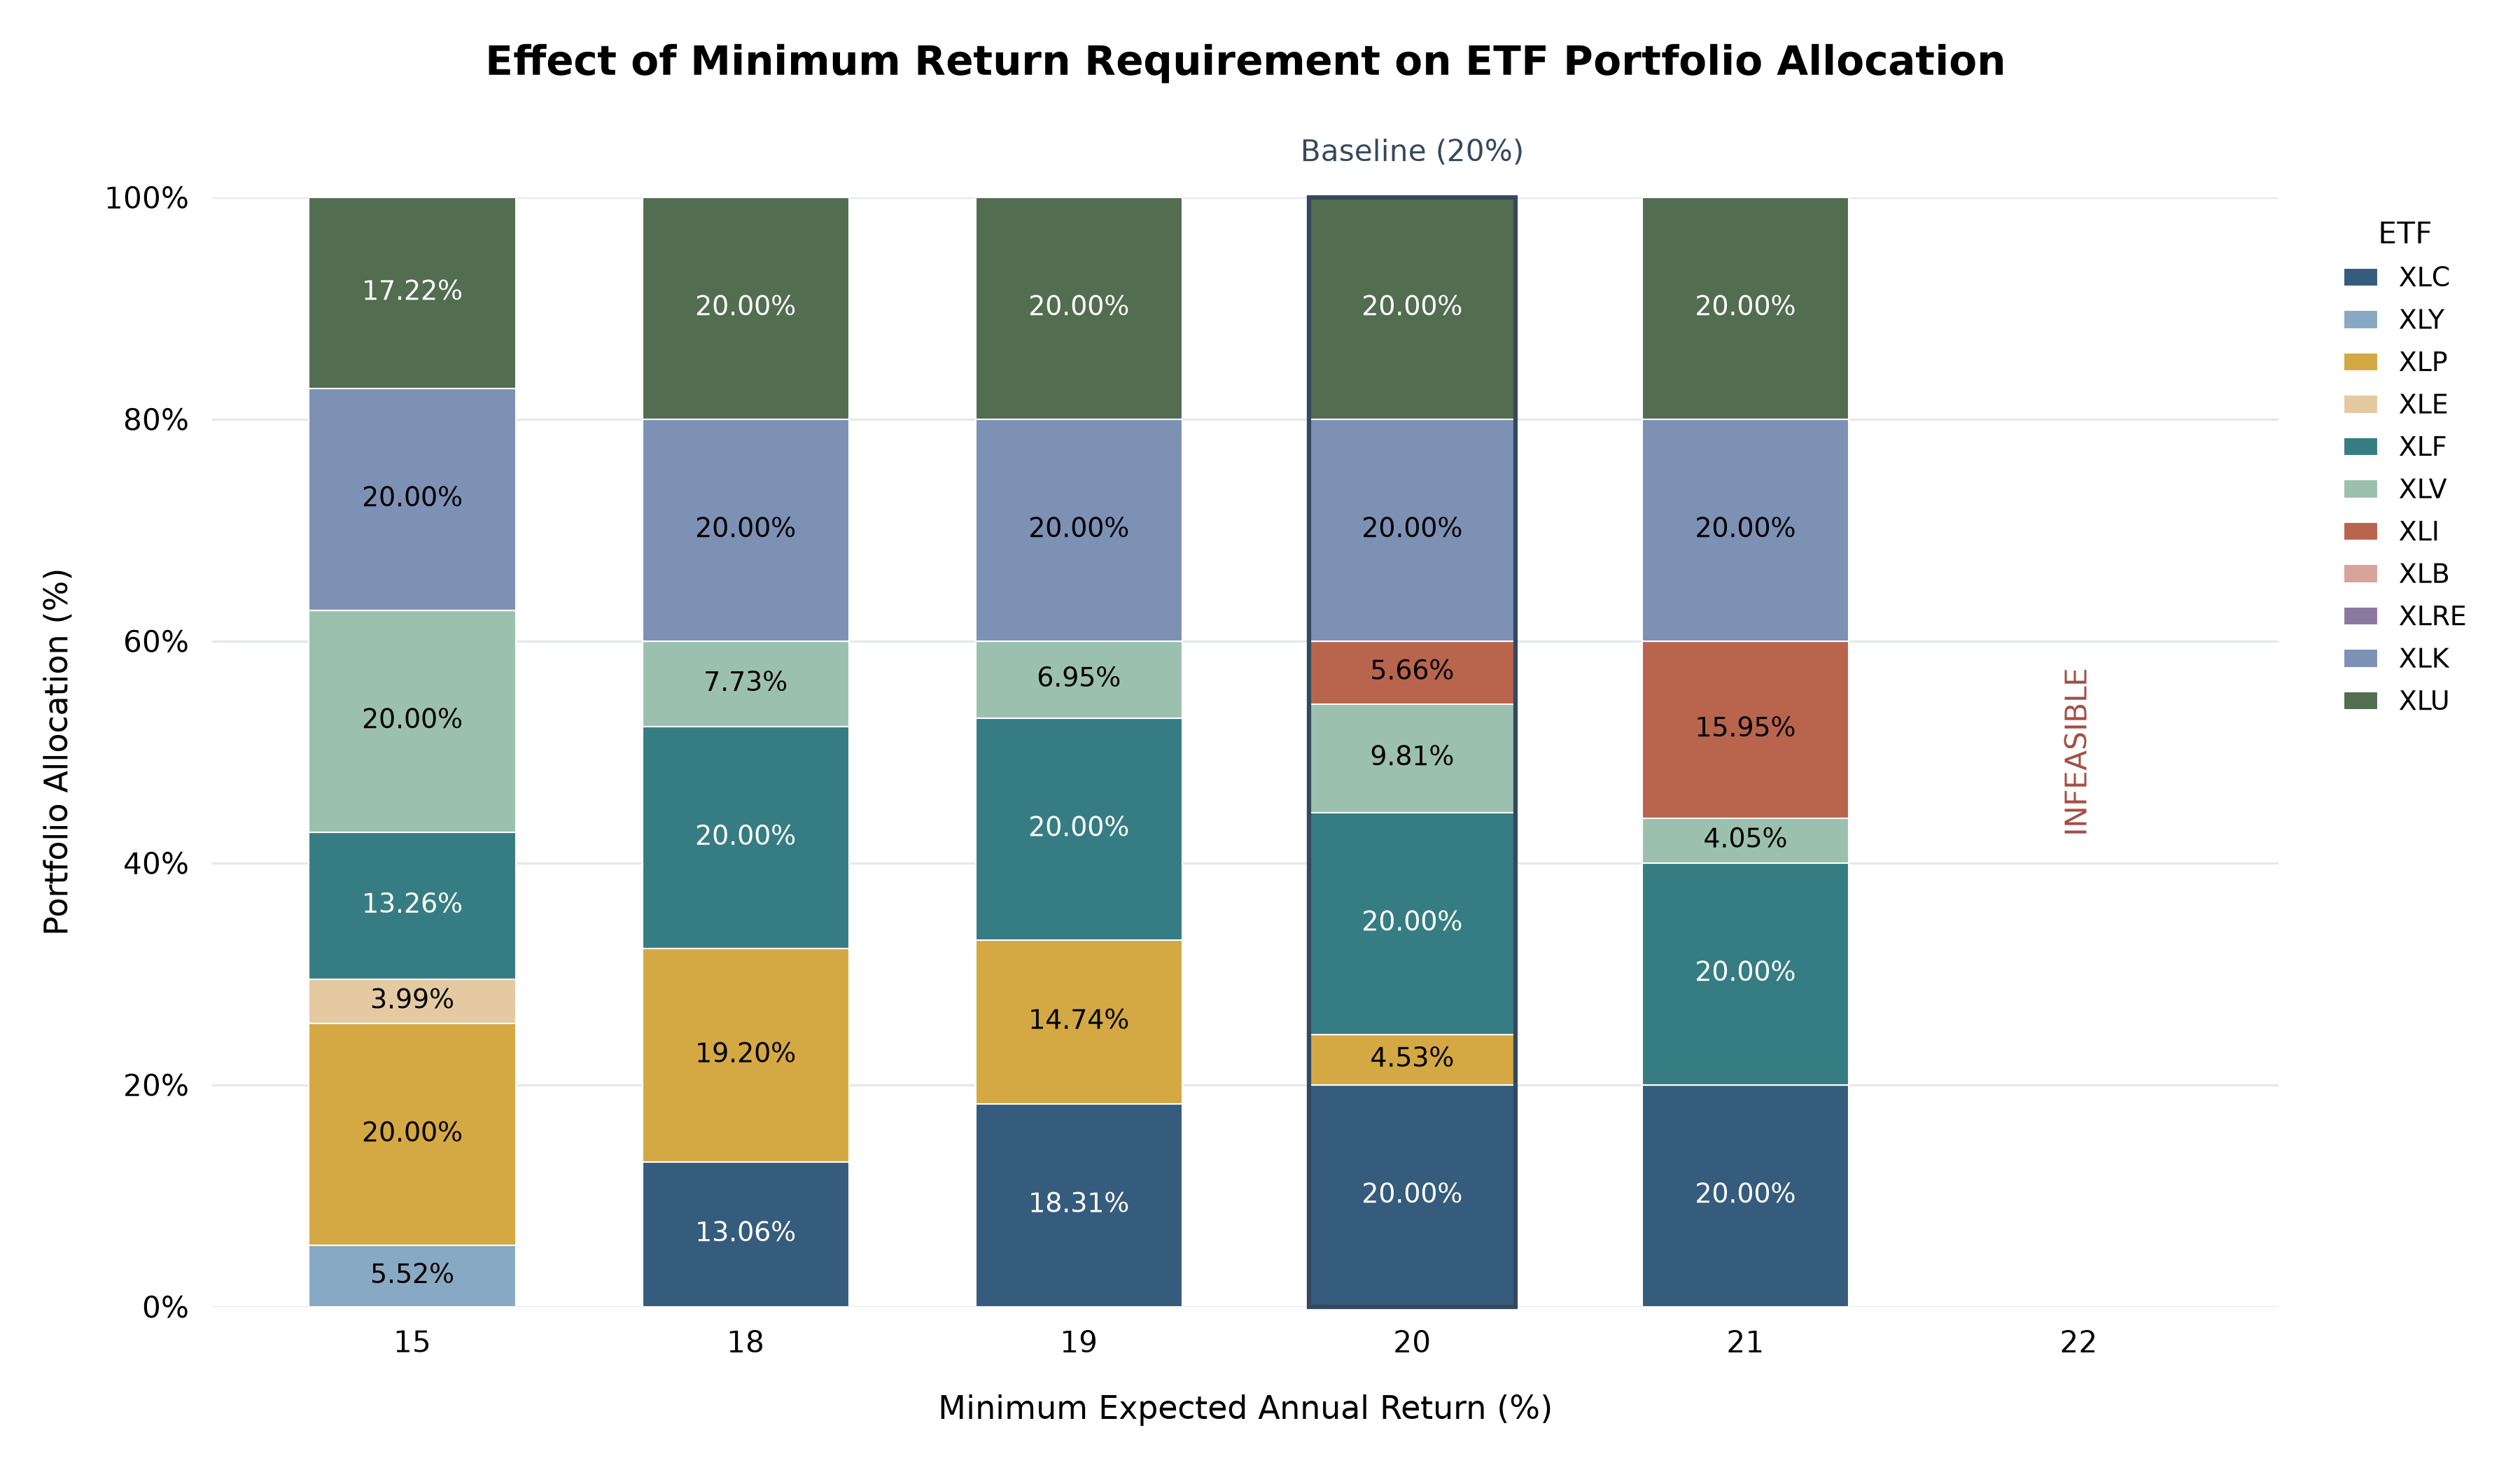 Effect of Minimum Return Requirement on ETF Portfolio Allocation
Baseline (20%)
Portfolio Allocation (%)
100%
80%
60%
40%
20%
0%
17.22%
20.00%
20.00%
13.26%
3.99%
20.00%
5.52%
20.00%
20.00%
7.73%
20.00%
19.20%
13.06%
20.00%
20.00%
6.95%
20.00%
14.74%
18.31%
20.00%
20.00%
5.66%
9.81%
20.00%
4.53%
20.00%
20.00%
20.00%
15.95%
4.05%
20.00%
20.00%
INFEASIBLE
15
18
19
20
21
22
Minimum Expected Annual Return (%)
ETF
XLC
XLY
XLP
XLE
XLF
XLV
XLI
XLB
XLRE
XLK
XLU